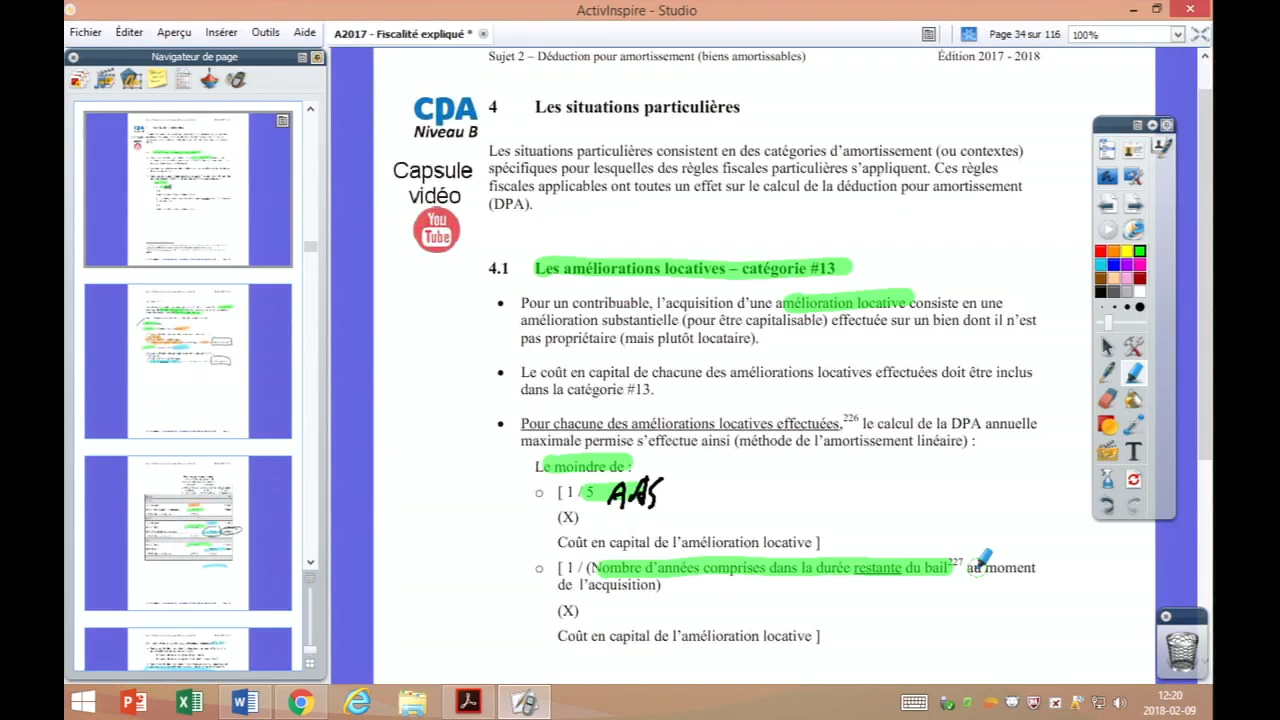 ActivInspire - Studio
Fichier Éditer Aperçu Insérer Outils Aide
A2017 - Fiscalité expliqué *
Page 34 sur 116
100%
Navigateur de page
Sujet 2 – Déduction pour amortissement (biens amortissables)
Édition 2017 - 2018
CPA
Niveau B
Capsule
vidéo
You
Tube
4 Les situations particulières
Les situations particulières consistent en des catégories d’amortissement (ou contextes)
spécifiques pour lesquelles des règles fiscales particulières s’appliquent. Ces règles
fiscales applicables ont toutes un effet sur le calcul de la déduction pour amortissement
(DPA).
4.1 Les améliorations locatives – catégorie #13
• Pour un contribuable, l’acquisition d’une amélioration locative consiste en une
amélioration substantielle (pour être capitalisable) effectuée sur un bien dont il n’est
pas propriétaire (mais plutôt locataire).
• Le coût en capital de chacune des améliorations locatives effectuées doit être inclus
dans la catégorie #13.
• Pour chacune des améliorations locatives effectuées,226 le calcul de la DPA annuelle
maximale permise s’effectue ainsi (méthode de l’amortissement linéaire) :
Le moindre de :
o [ 1 / 5 ANS
(X)
Coût en capital de l’amélioration locative ]
o [ 1 / (Nombre d’années comprises dans la durée restante du bail227 au moment
de l’acquisition)
(X)
Coût en capital de l’amélioration locative ]
12:20
2018-02-09